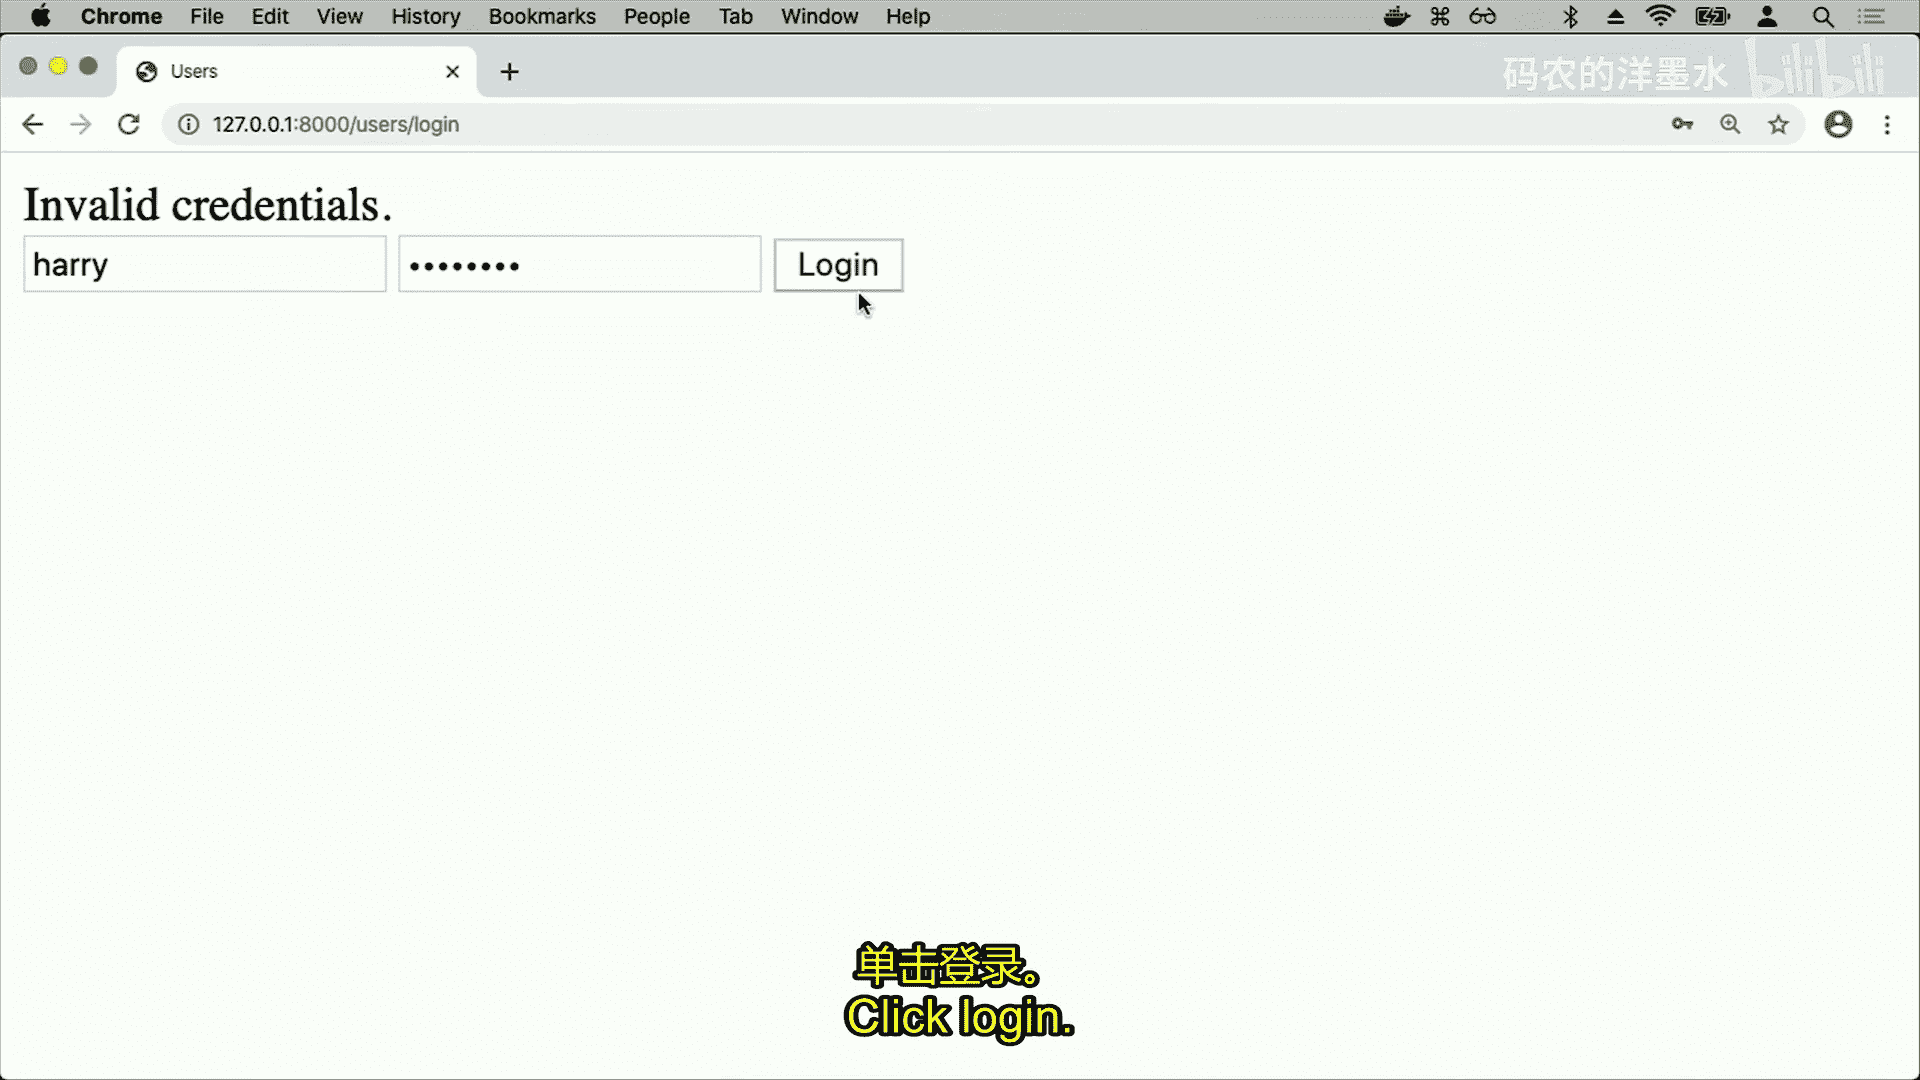 Chrome File Edit View History Bookmarks People Tab Window Help
Users
码农的洋墨水 bilibili
127.0.0.1:8000/users/login
Invalid credentials.
harry •••••••• Login
单击登录。
Click login.